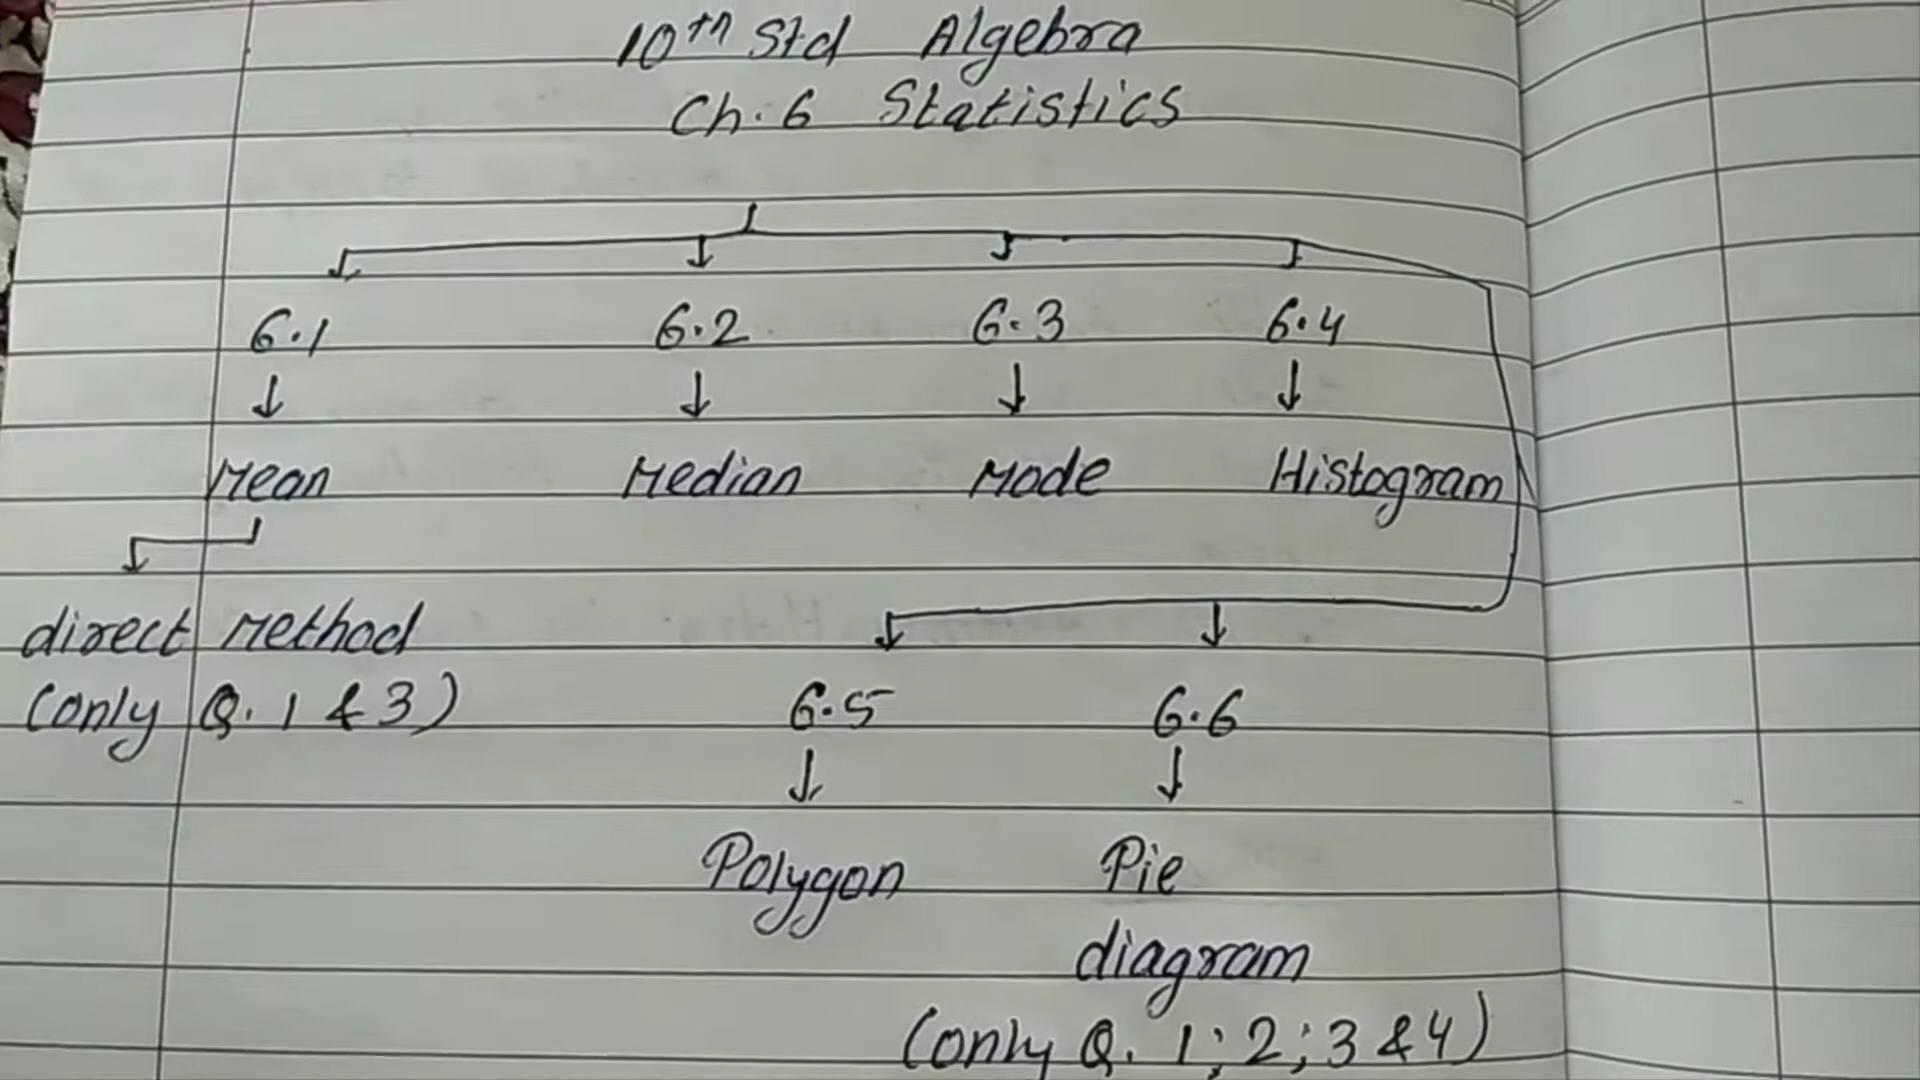 10th Std Algebra
Ch. 6 Statistics
6.1 6.2 6.3 6.4
Mean Median Mode Histogram
direct Method
(only Q. 1 & 3)
6.5 6.6
Polygon Pie
diagram
(only Q. 1; 2; 3 & 4)